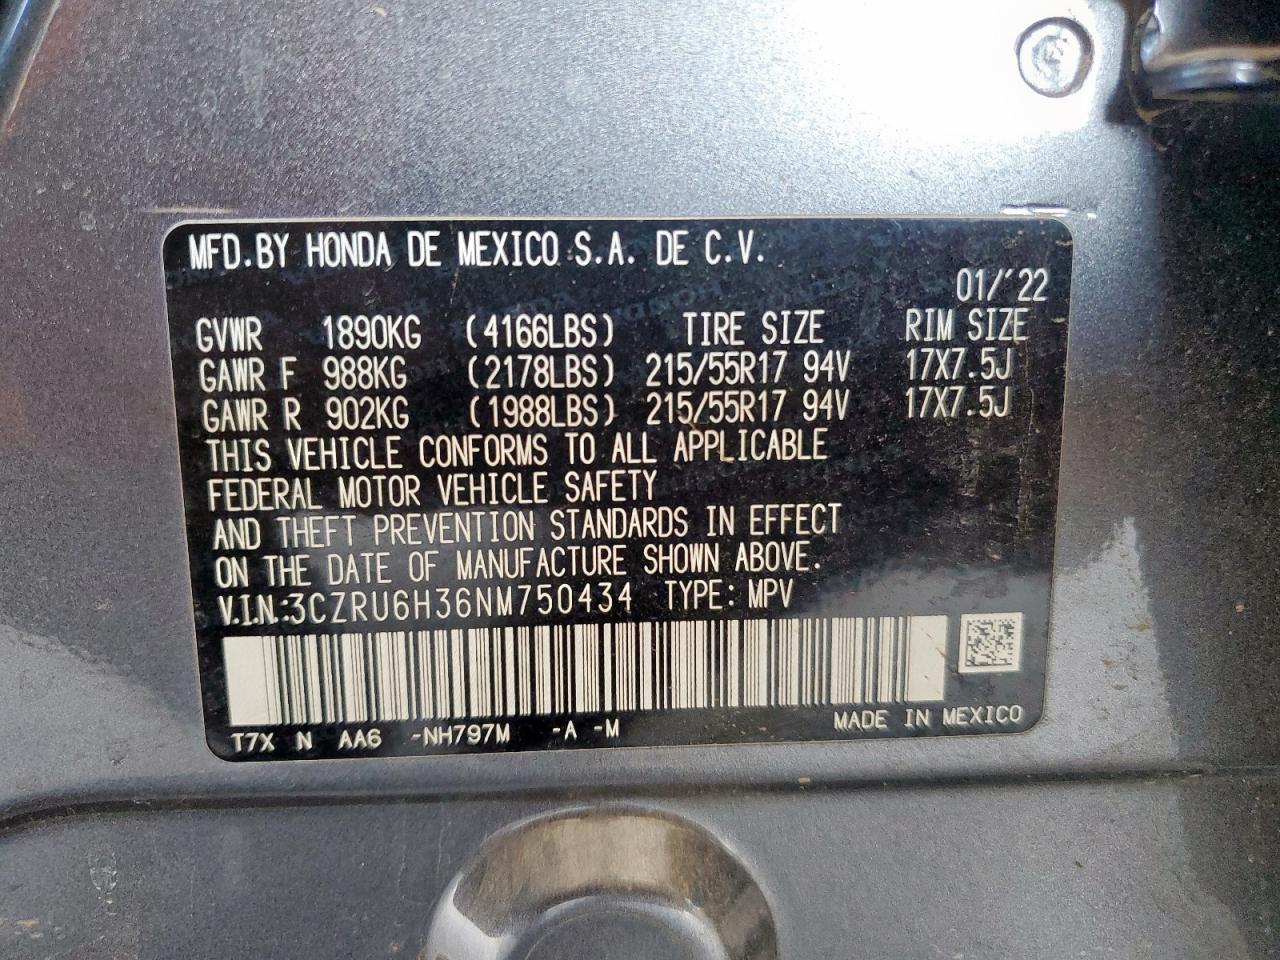 MFD.BY HONDA DE MEXICO S.A. DE C.V.
01/'22
GVWR 1890KG (4166LBS) TIRE SIZE RIM SIZE
GAWR F 988KG (2178LBS) 215/55R17 94V 17X7.5J
GAWR R 902KG (1988LBS) 215/55R17 94V 17X7.5J
THIS VEHICLE CONFORMS TO ALL APPLICABLE
FEDERAL MOTOR VEHICLE SAFETY
AND THEFT PREVENTION STANDARDS IN EFFECT
ON THE DATE OF MANUFACTURE SHOWN ABOVE.
V.I.N.:3CZRU6H36NM750434 TYPE: MPV
T7X N AA6 -NH797M -A -M MADE IN MEXICO